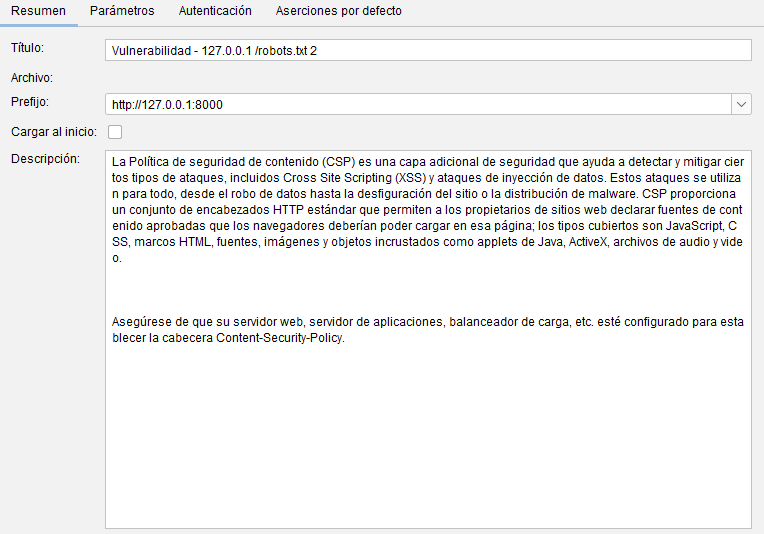 Resumen Parámetros Autenticación Aserciones por defecto
Título: Vulnerabilidad - 127.0.0.1 /robots.txt 2
Archivo:
Prefijo: http://127.0.0.1:8000
Cargar al inicio:
Descripción: La Política de seguridad de contenido (CSP) es una capa adicional de seguridad que ayuda a detectar y mitigar cier
tos tipos de ataques, incluidos Cross Site Scripting (XSS) y ataques de inyección de datos. Estos ataques se utiliza
n para todo, desde el robo de datos hasta la desfiguración del sitio o la distribución de malware. CSP proporciona
un conjunto de encabezados HTTP estándar que permiten a los propietarios de sitios web declarar fuentes de cont
enido aprobadas que los navegadores deberían poder cargar en esa página; los tipos cubiertos son JavaScript, C
SS, marcos HTML, fuentes, imágenes y objetos incrustados como applets de Java, ActiveX, archivos de audio y vide
o.
Asegúrese de que su servidor web, servidor de aplicaciones, balanceador de carga, etc. esté configurado para esta
blecer la cabecera Content-Security-Policy.